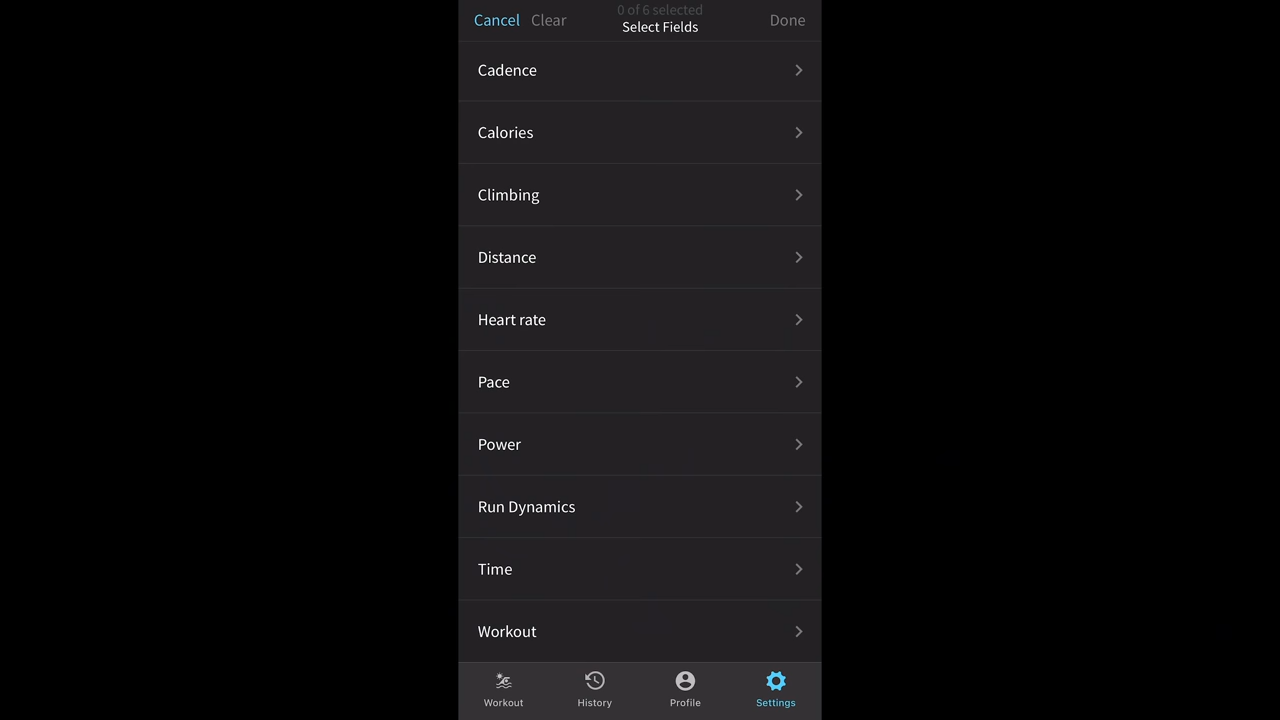 0 of 6 selected
Cancel Clear Select Fields Done
Cadence
Calories
Climbing
Distance
Heart rate
Pace
Power
Run Dynamics
Time
Workout
Workout History Profile Settings